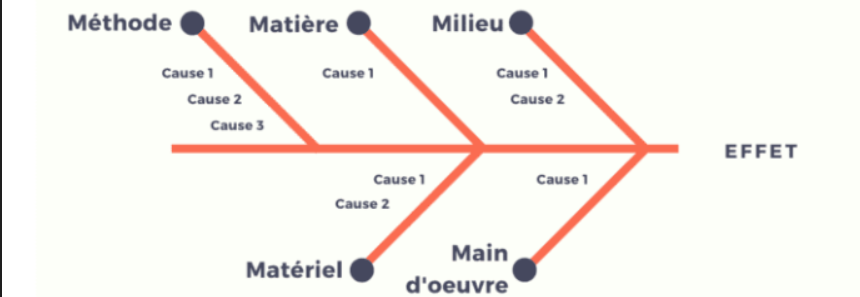 Méthode
Matière
Milieu
Cause 1
Cause 2
Cause 3
Cause 1
Cause 1
Cause 2
EFFET
Cause 1
Cause 2
Cause 1
Matériel
Main
d'oeuvre